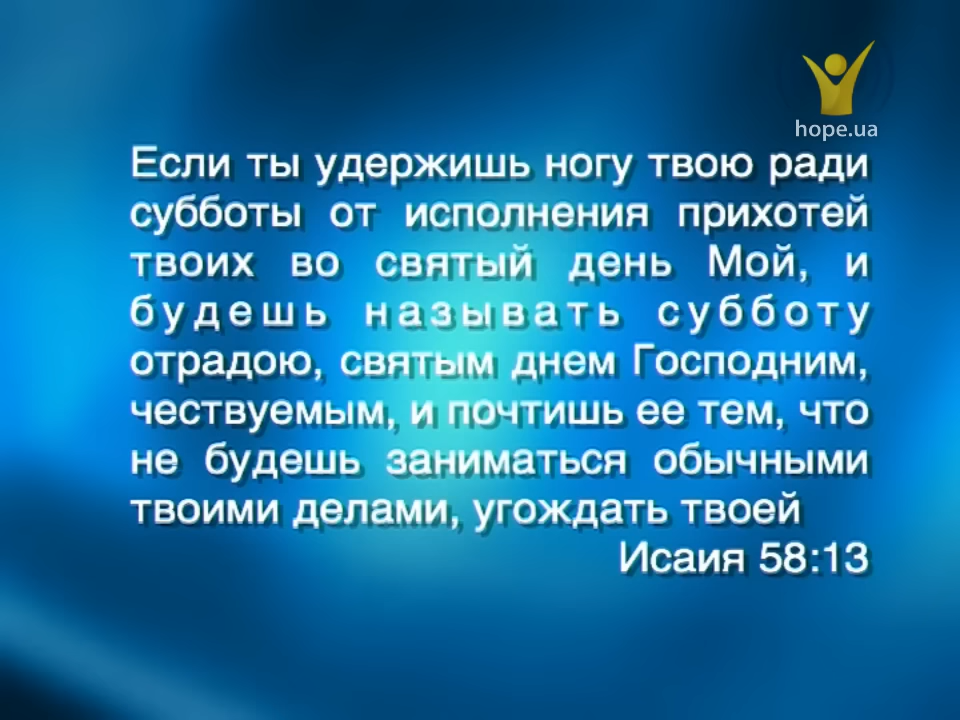 hope.ua
Если ты удержишь ногу твою ради
субботы от исполнения прихотей
твоих во святый день Мой, и
будешь называть субботу
отрадою, святым днем Господним,
чествуемым, и почтишь ее тем, что
не будешь заниматься обычными
твоими делами, угождать твоей
Исаия 58:13